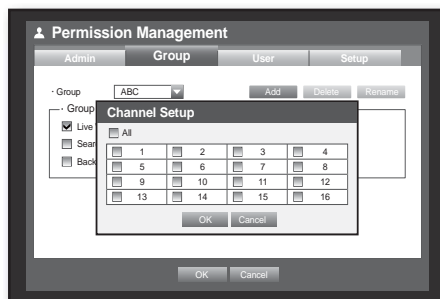 Permission Management
Admin Group User Setup
· Group ABC Add Delete Rename
Group
Channel Setup
Live
All
Sear
Back
1 2 3 4
5 6 7 8
9 10 11 12
13 14 15 16
OK Cancel
OK Cancel